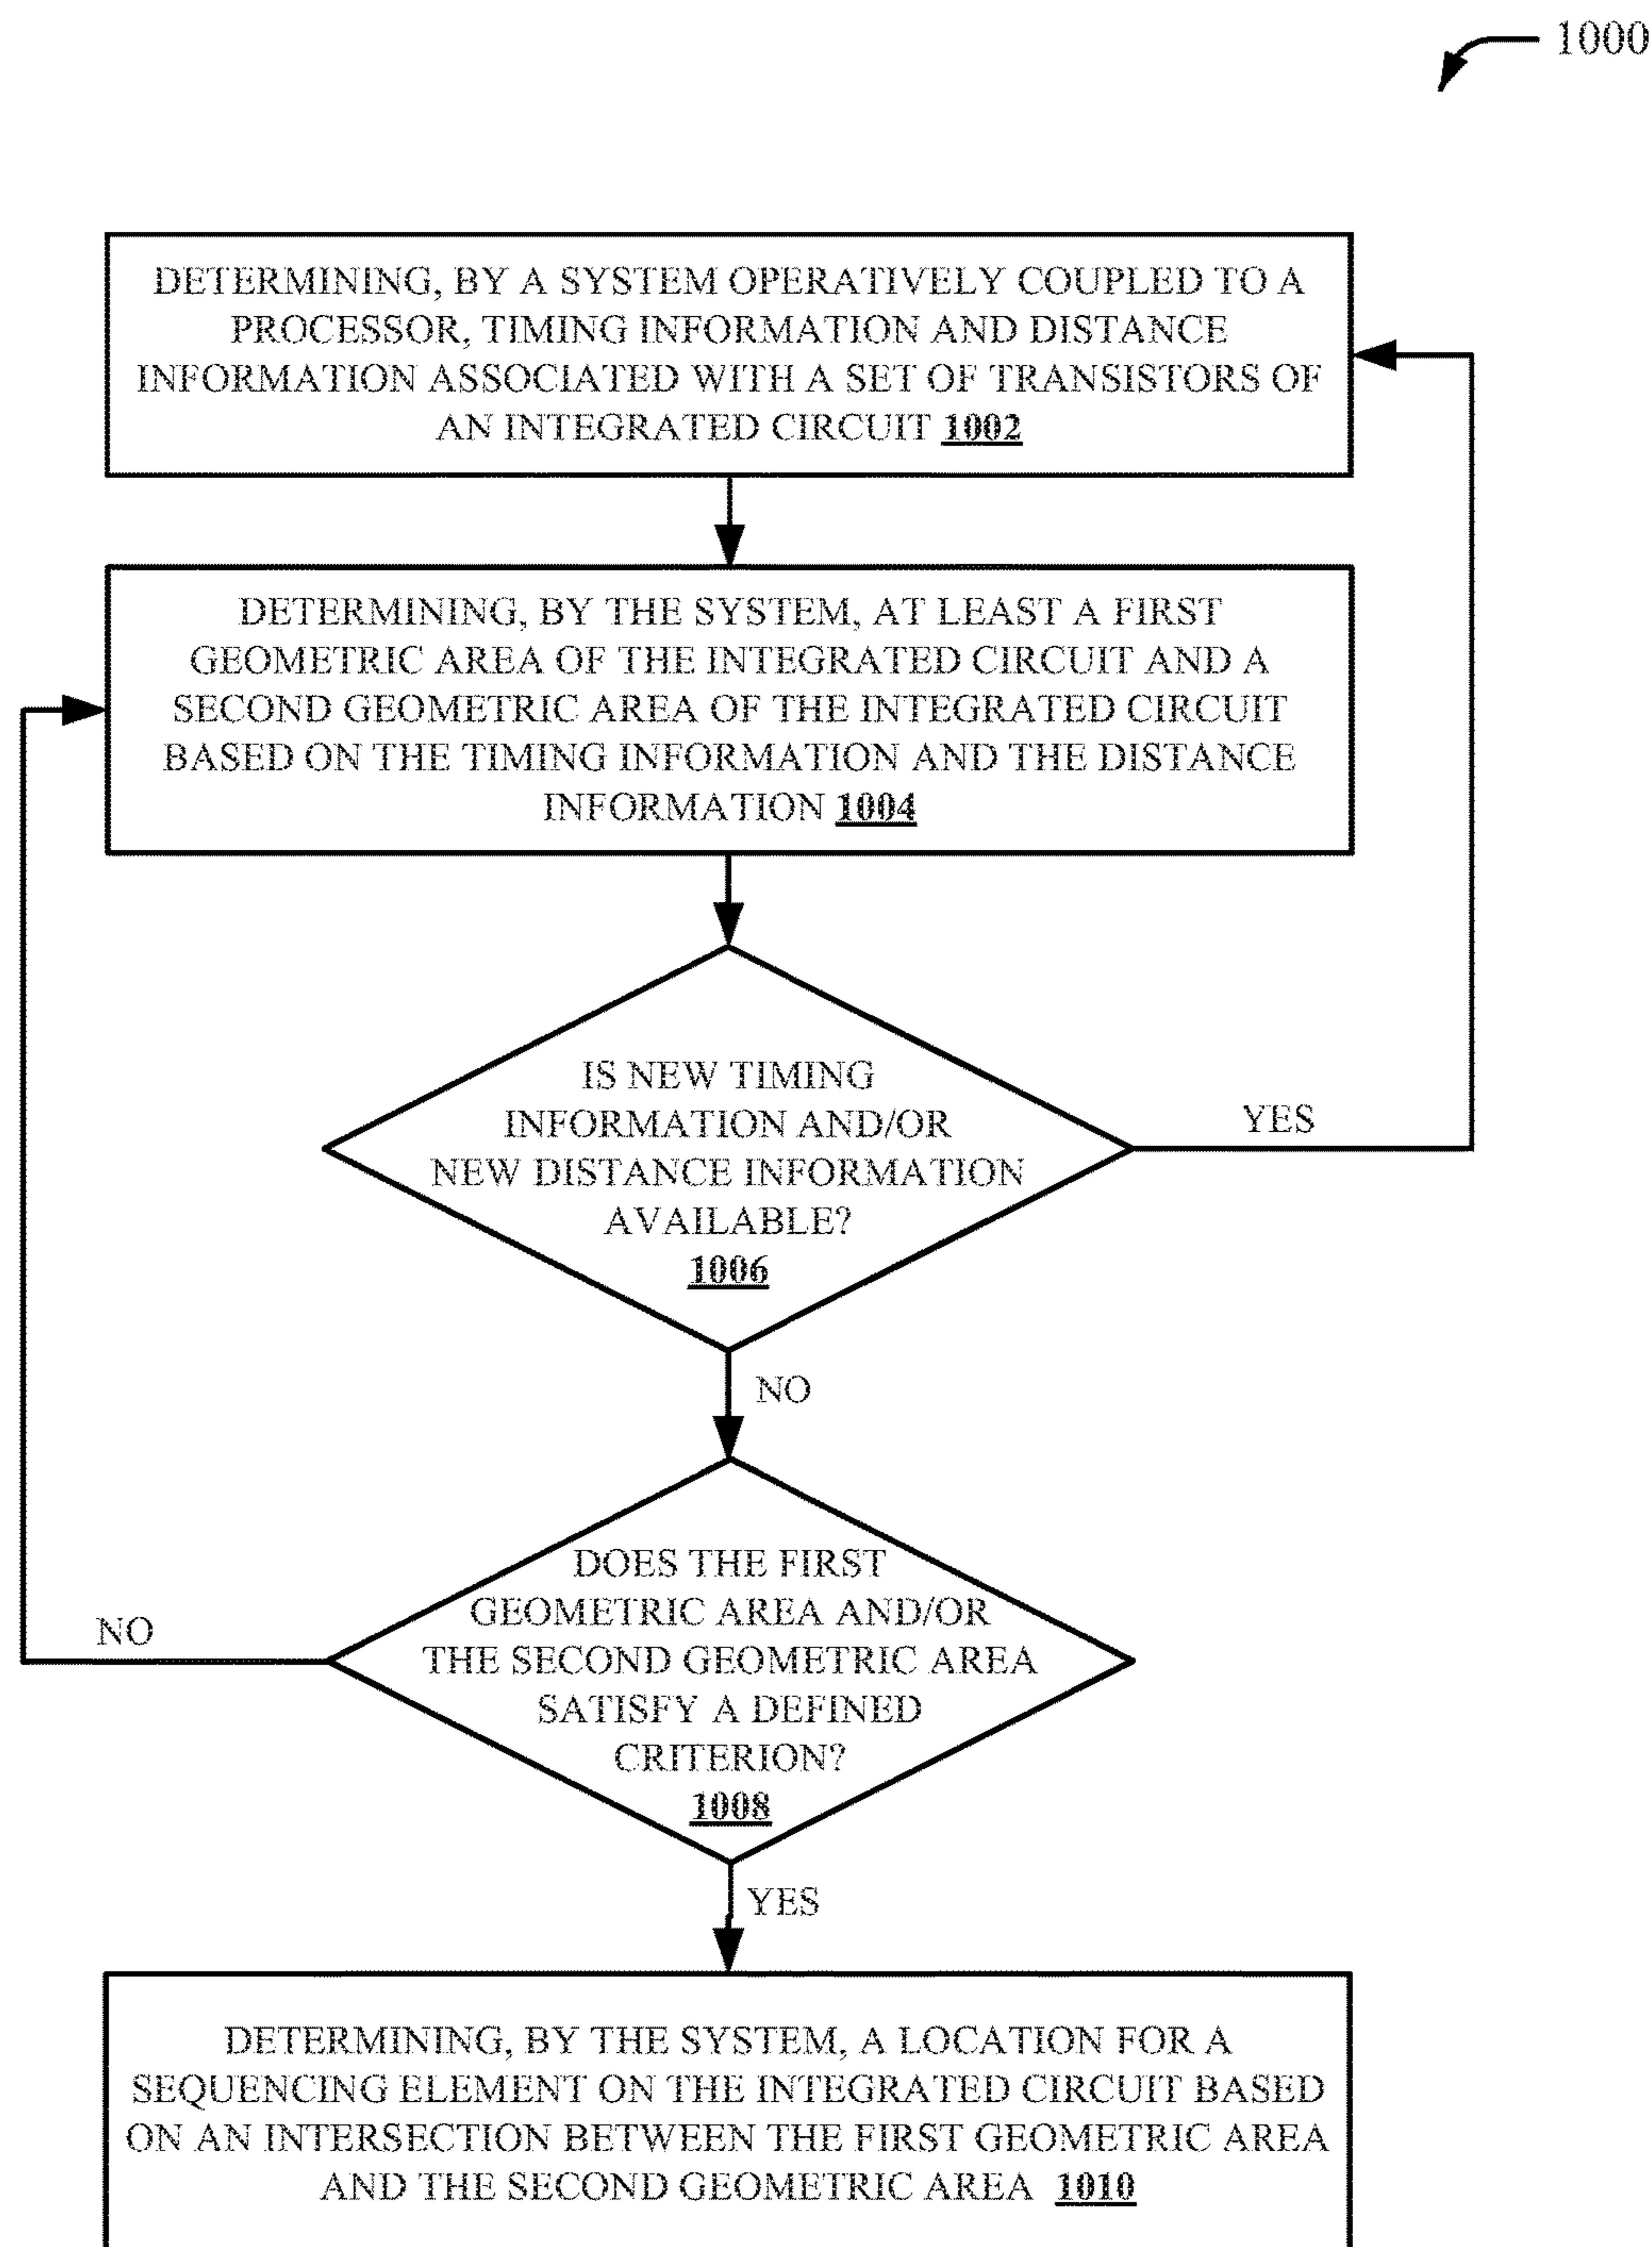 1000
DETERMINING, BY A SYSTEM OPERATIVELY COUPLED TO A
PROCESSOR, TIMING INFORMATION AND DISTANCE
INFORMATION ASSOCIATED WITH A SET OF TRANSISTORS OF
AN INTEGRATED CIRCUIT 1002
DETERMINING, BY THE SYSTEM, AT LEAST A FIRST
GEOMETRIC AREA OF THE INTEGRATED CIRCUIT AND A
SECOND GEOMETRIC AREA OF THE INTEGRATED CIRCUIT
BASED ON THE TIMING INFORMATION AND THE DISTANCE
INFORMATION 1004
IS NEW TIMING
INFORMATION AND/OR
NEW DISTANCE INFORMATION
AVAILABLE?
1006
YES
NO
DOES THE FIRST
GEOMETRIC AREA AND/OR
THE SECOND GEOMETRIC AREA
SATISFY A DEFINED
CRITERION?
1008
NO
YES
DETERMINING, BY THE SYSTEM, A LOCATION FOR A
SEQUENCING ELEMENT ON THE INTEGRATED CIRCUIT BASED
ON AN INTERSECTION BETWEEN THE FIRST GEOMETRIC AREA
AND THE SECOND GEOMETRIC AREA 1010